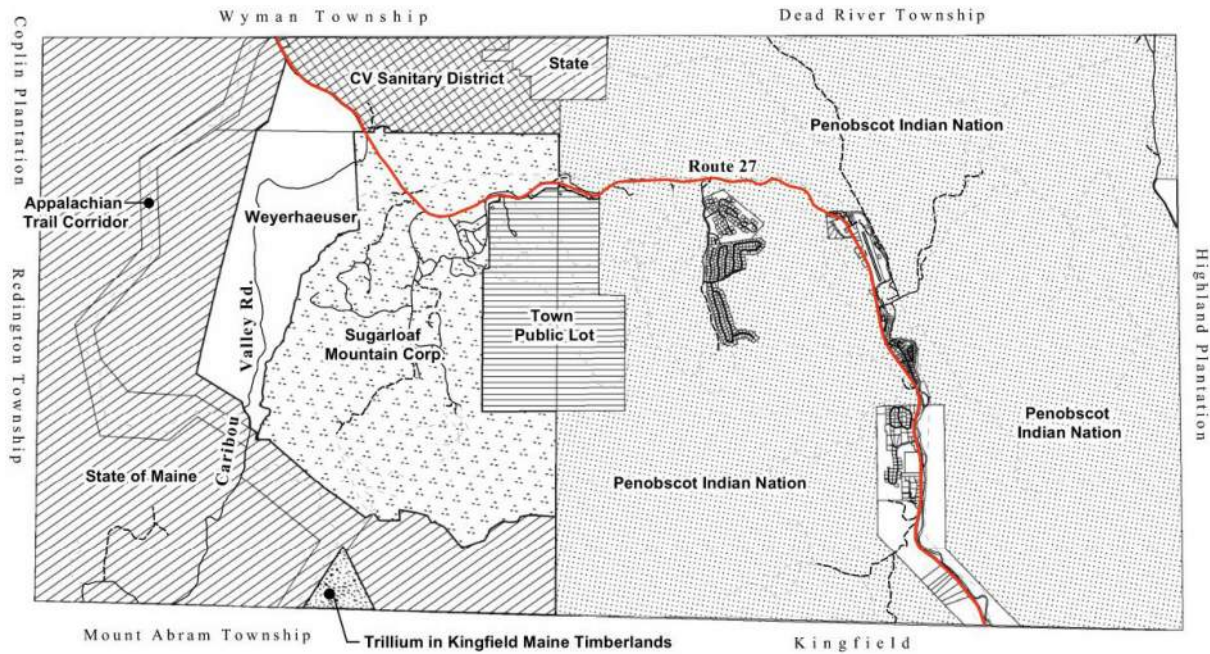 Wyman Township
Dead River Township
Coplin Plantation
CV Sanitary District
State
Penobscot Indian Nation
Route 27
Appalachian
Trail Corridor
Weyerhaeuser
Redington Township
Highland Plantation
Caribou Valley Rd.
Sugarloaf
Mountain Corp.
Town
Public Lot
Penobscot
Indian Nation
State of Maine
Penobscot Indian Nation
Mount Abram Township
Trillium in Kingfield Maine Timberlands
Kingfield